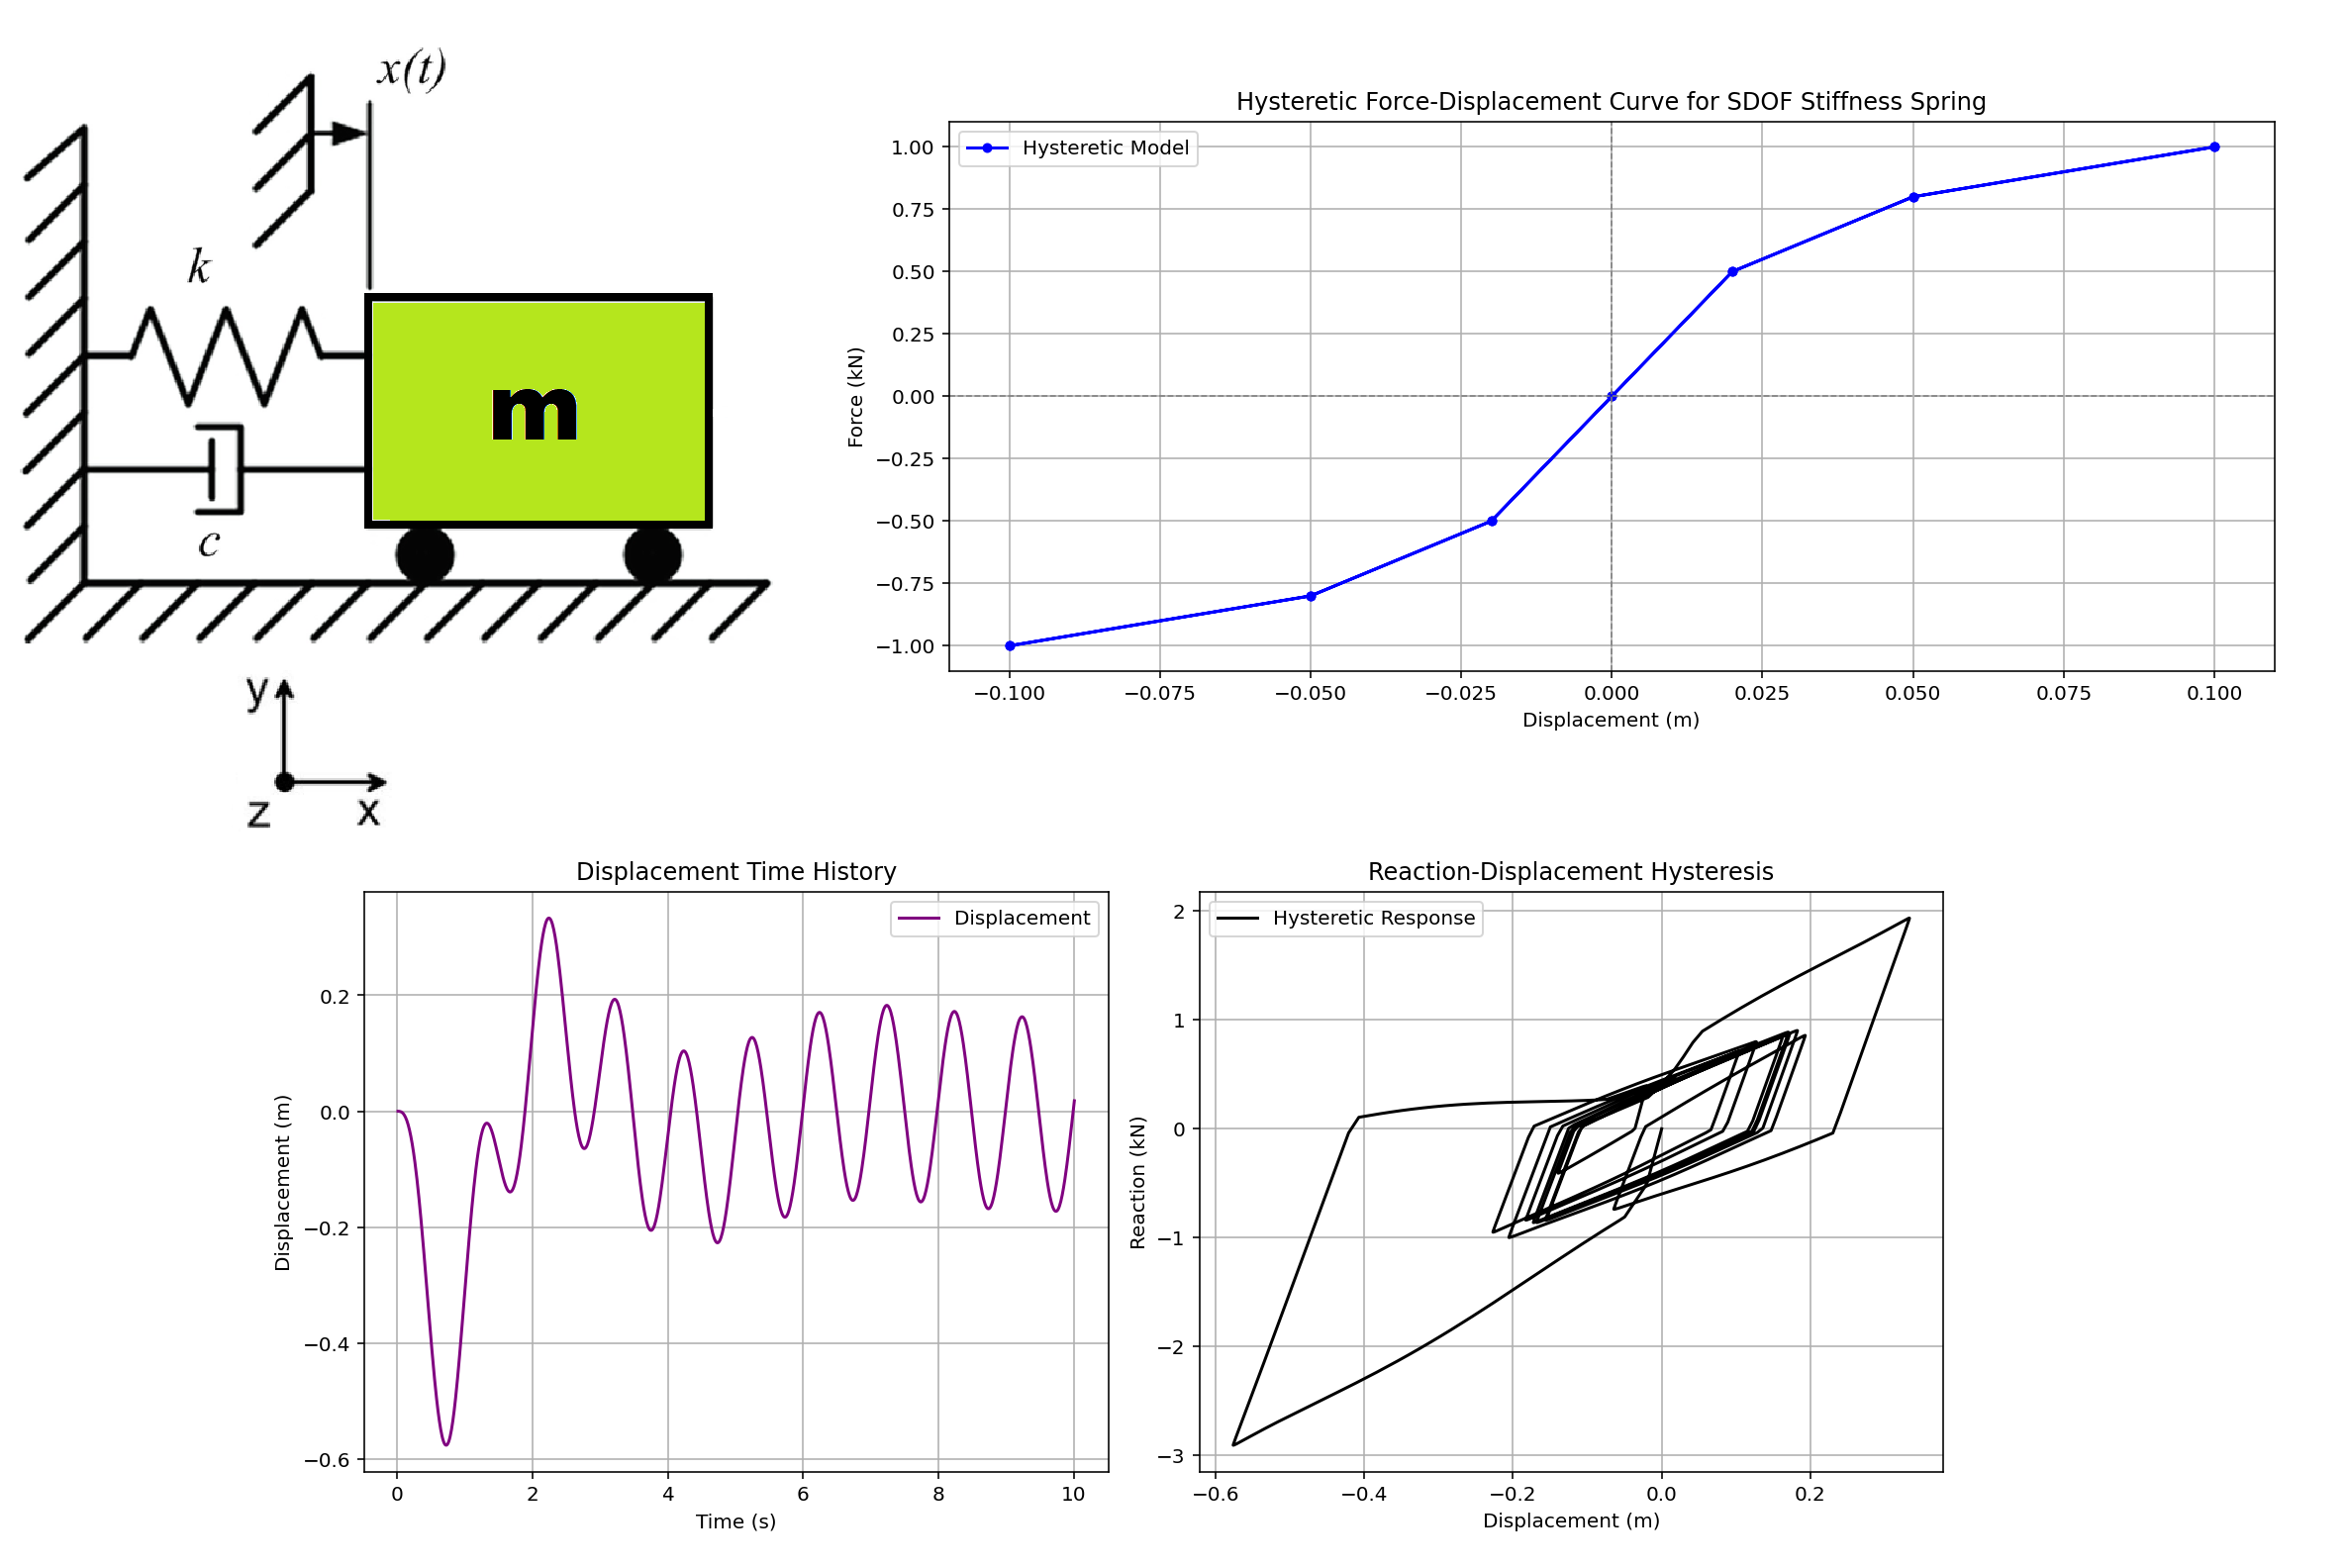 x(t)
k
m
c
y
z
x
Hysteretic Force-Displacement Curve for SDOF Stiffness Spring
Hysteretic Model
1.00
0.75
0.50
0.25
0.00
−0.25
−0.50
−0.75
−1.00
Force (kN)
−0.100 −0.075 −0.050 −0.025 0.000 0.025 0.050 0.075 0.100
Displacement (m)
Displacement Time History
Displacement
0.2
0.0
−0.2
−0.4
−0.6
Displacement (m)
0 2 4 6 8 10
Time (s)
Reaction-Displacement Hysteresis
Hysteretic Response
2
1
0
−1
−2
−3
Reaction (kN)
−0.6 −0.4 −0.2 0.0 0.2
Displacement (m)